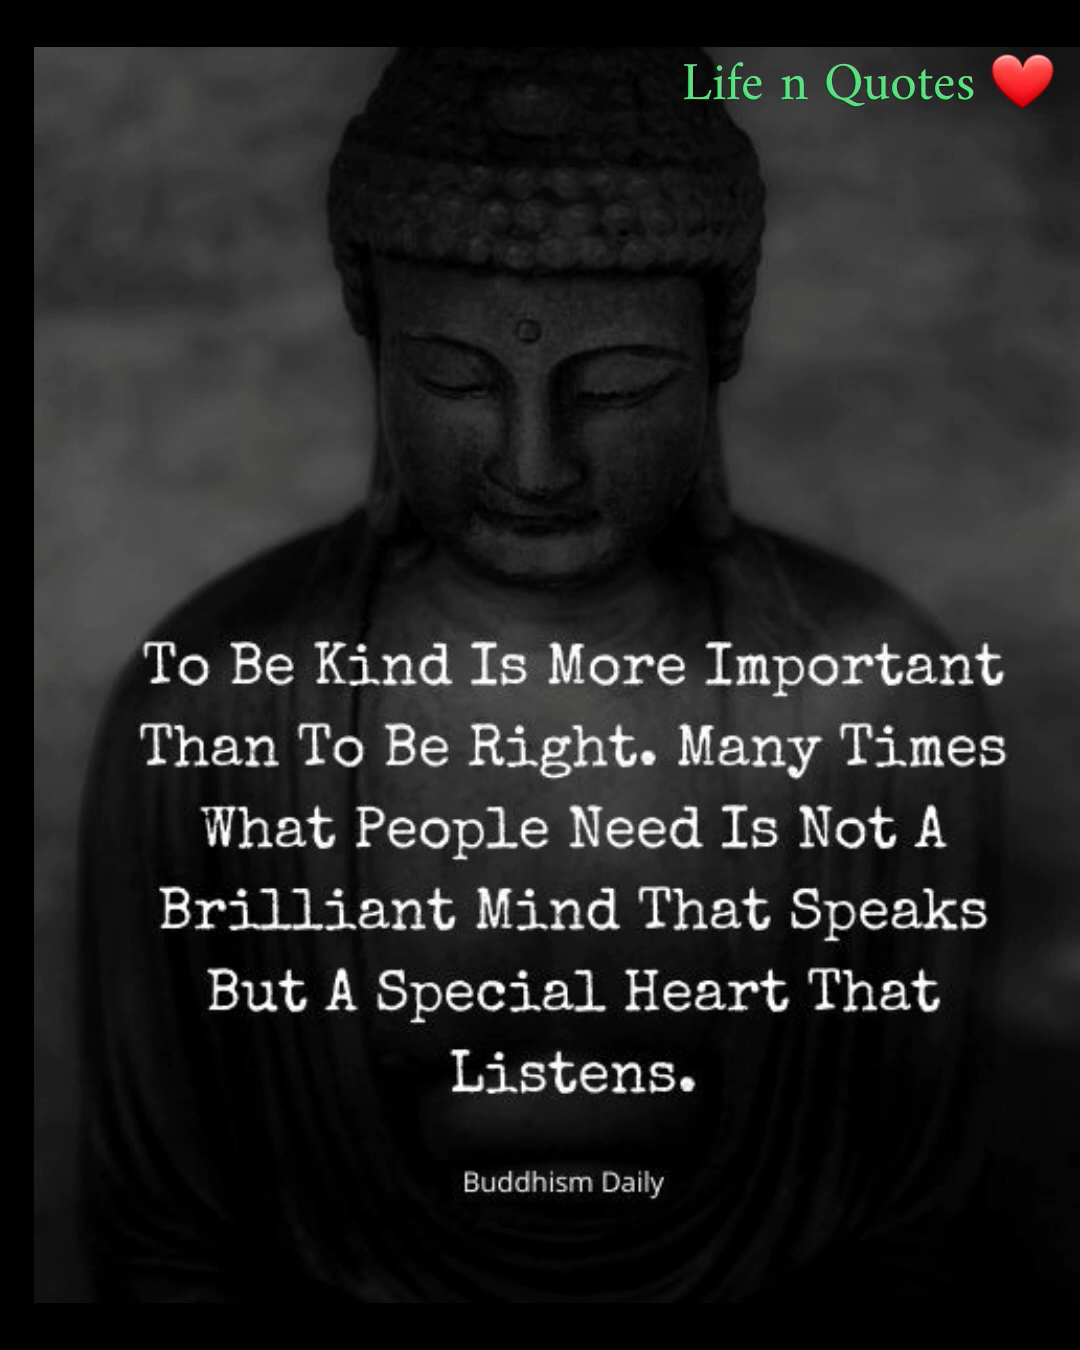 Life n Quotes ❤️
To Be Kind Is More Important
Than To Be Right. Many Times
What People Need Is Not A
Brilliant Mind That Speaks
But A Special Heart That
Listens.
Buddhism Daily